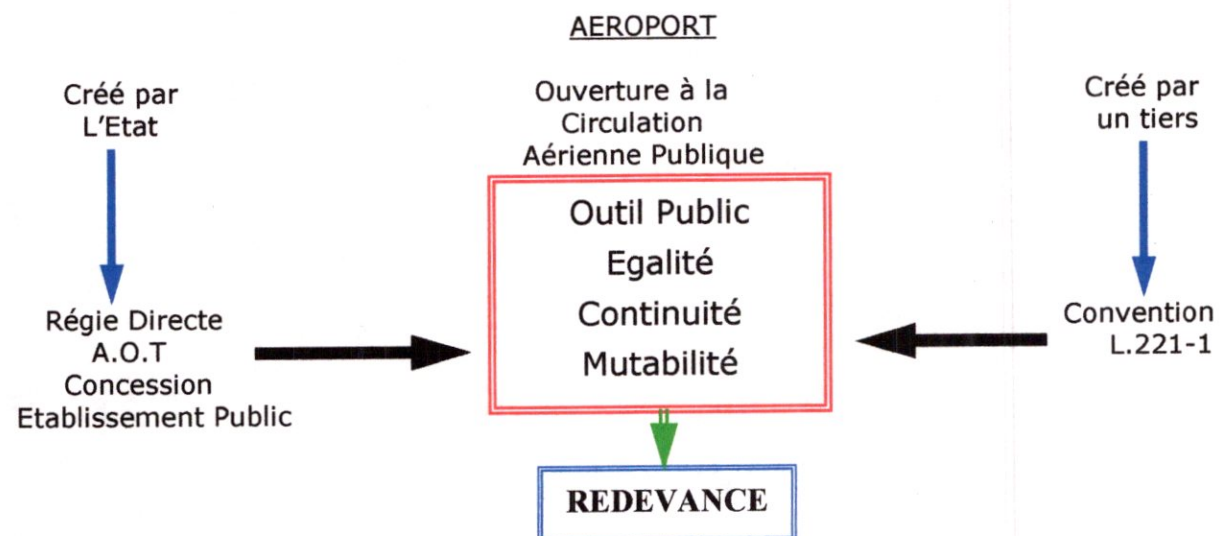 AEROPORT
Créé par
L'Etat
Ouverture à la
Circulation
Aérienne Publique
Créé par
un tiers
Outil Public
Egalité
Continuité
Mutabilité
Régie Directe
A.O.T
Concession
Etablissement Public
Convention
L.221-1
REDEVANCE